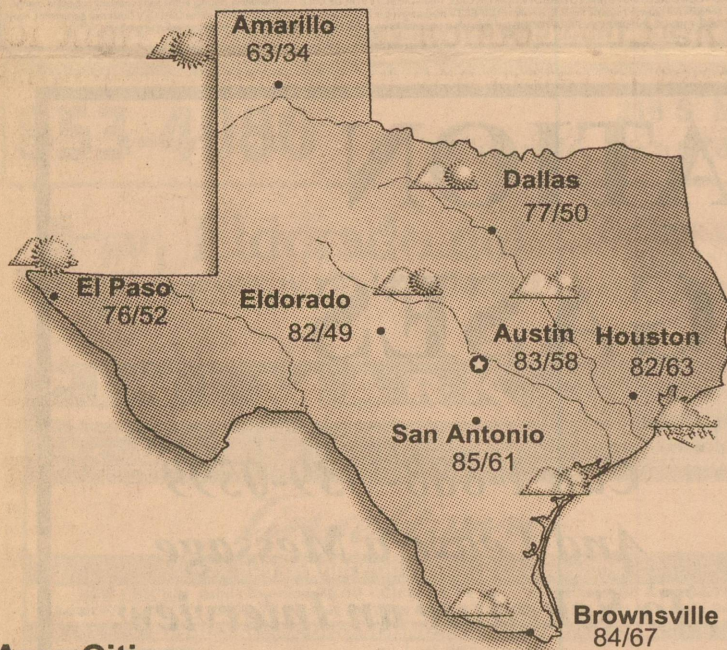 Amarillo
63/34
Dallas
77/50
El Paso
76/52
Eldorado
82/49
Austin
83/58
Houston
82/63
San Antonio
85/61
Brownsville
84/67